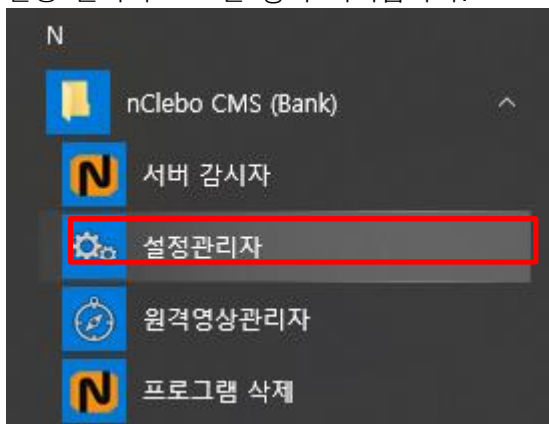 N
nClebo CMS (Bank)
서버 감시자
설정관리자
원격영상관리자
프로그램 삭제